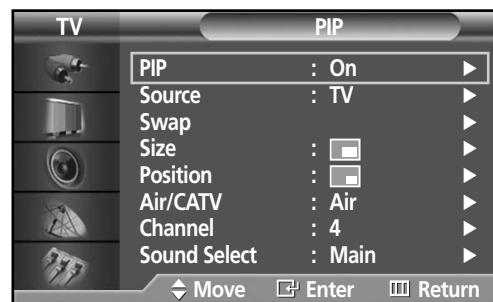 TV PIP
PIP : On
Source : TV
Swap
Size :
Position :
Air/CATV : Air
Channel : 4
Sound Select : Main
Move Enter Return